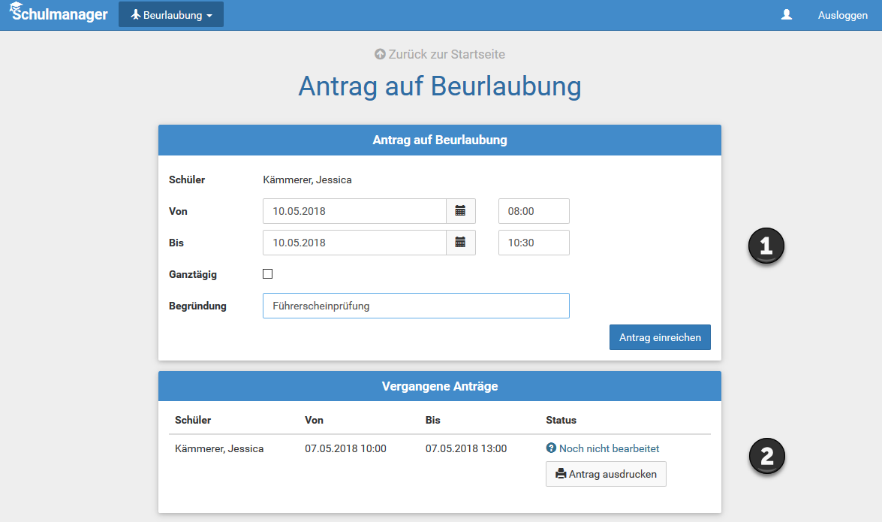 Schulmanager Beurlaubung Ausloggen
Zurück zur Startseite
Antrag auf Beurlaubung
Antrag auf Beurlaubung
Schüler Kämmerer, Jessica
Von 10.05.2018 08:00
Bis 10.05.2018 10:30
1
Ganztägig
Begründung Führerscheinprüfung
Antrag einreichen
Vergangene Anträge
Schüler Von Bis Status
Kämmerer, Jessica 07.05.2018 10:00 07.05.2018 13:00 Noch nicht bearbeitet
2
Antrag ausdrucken